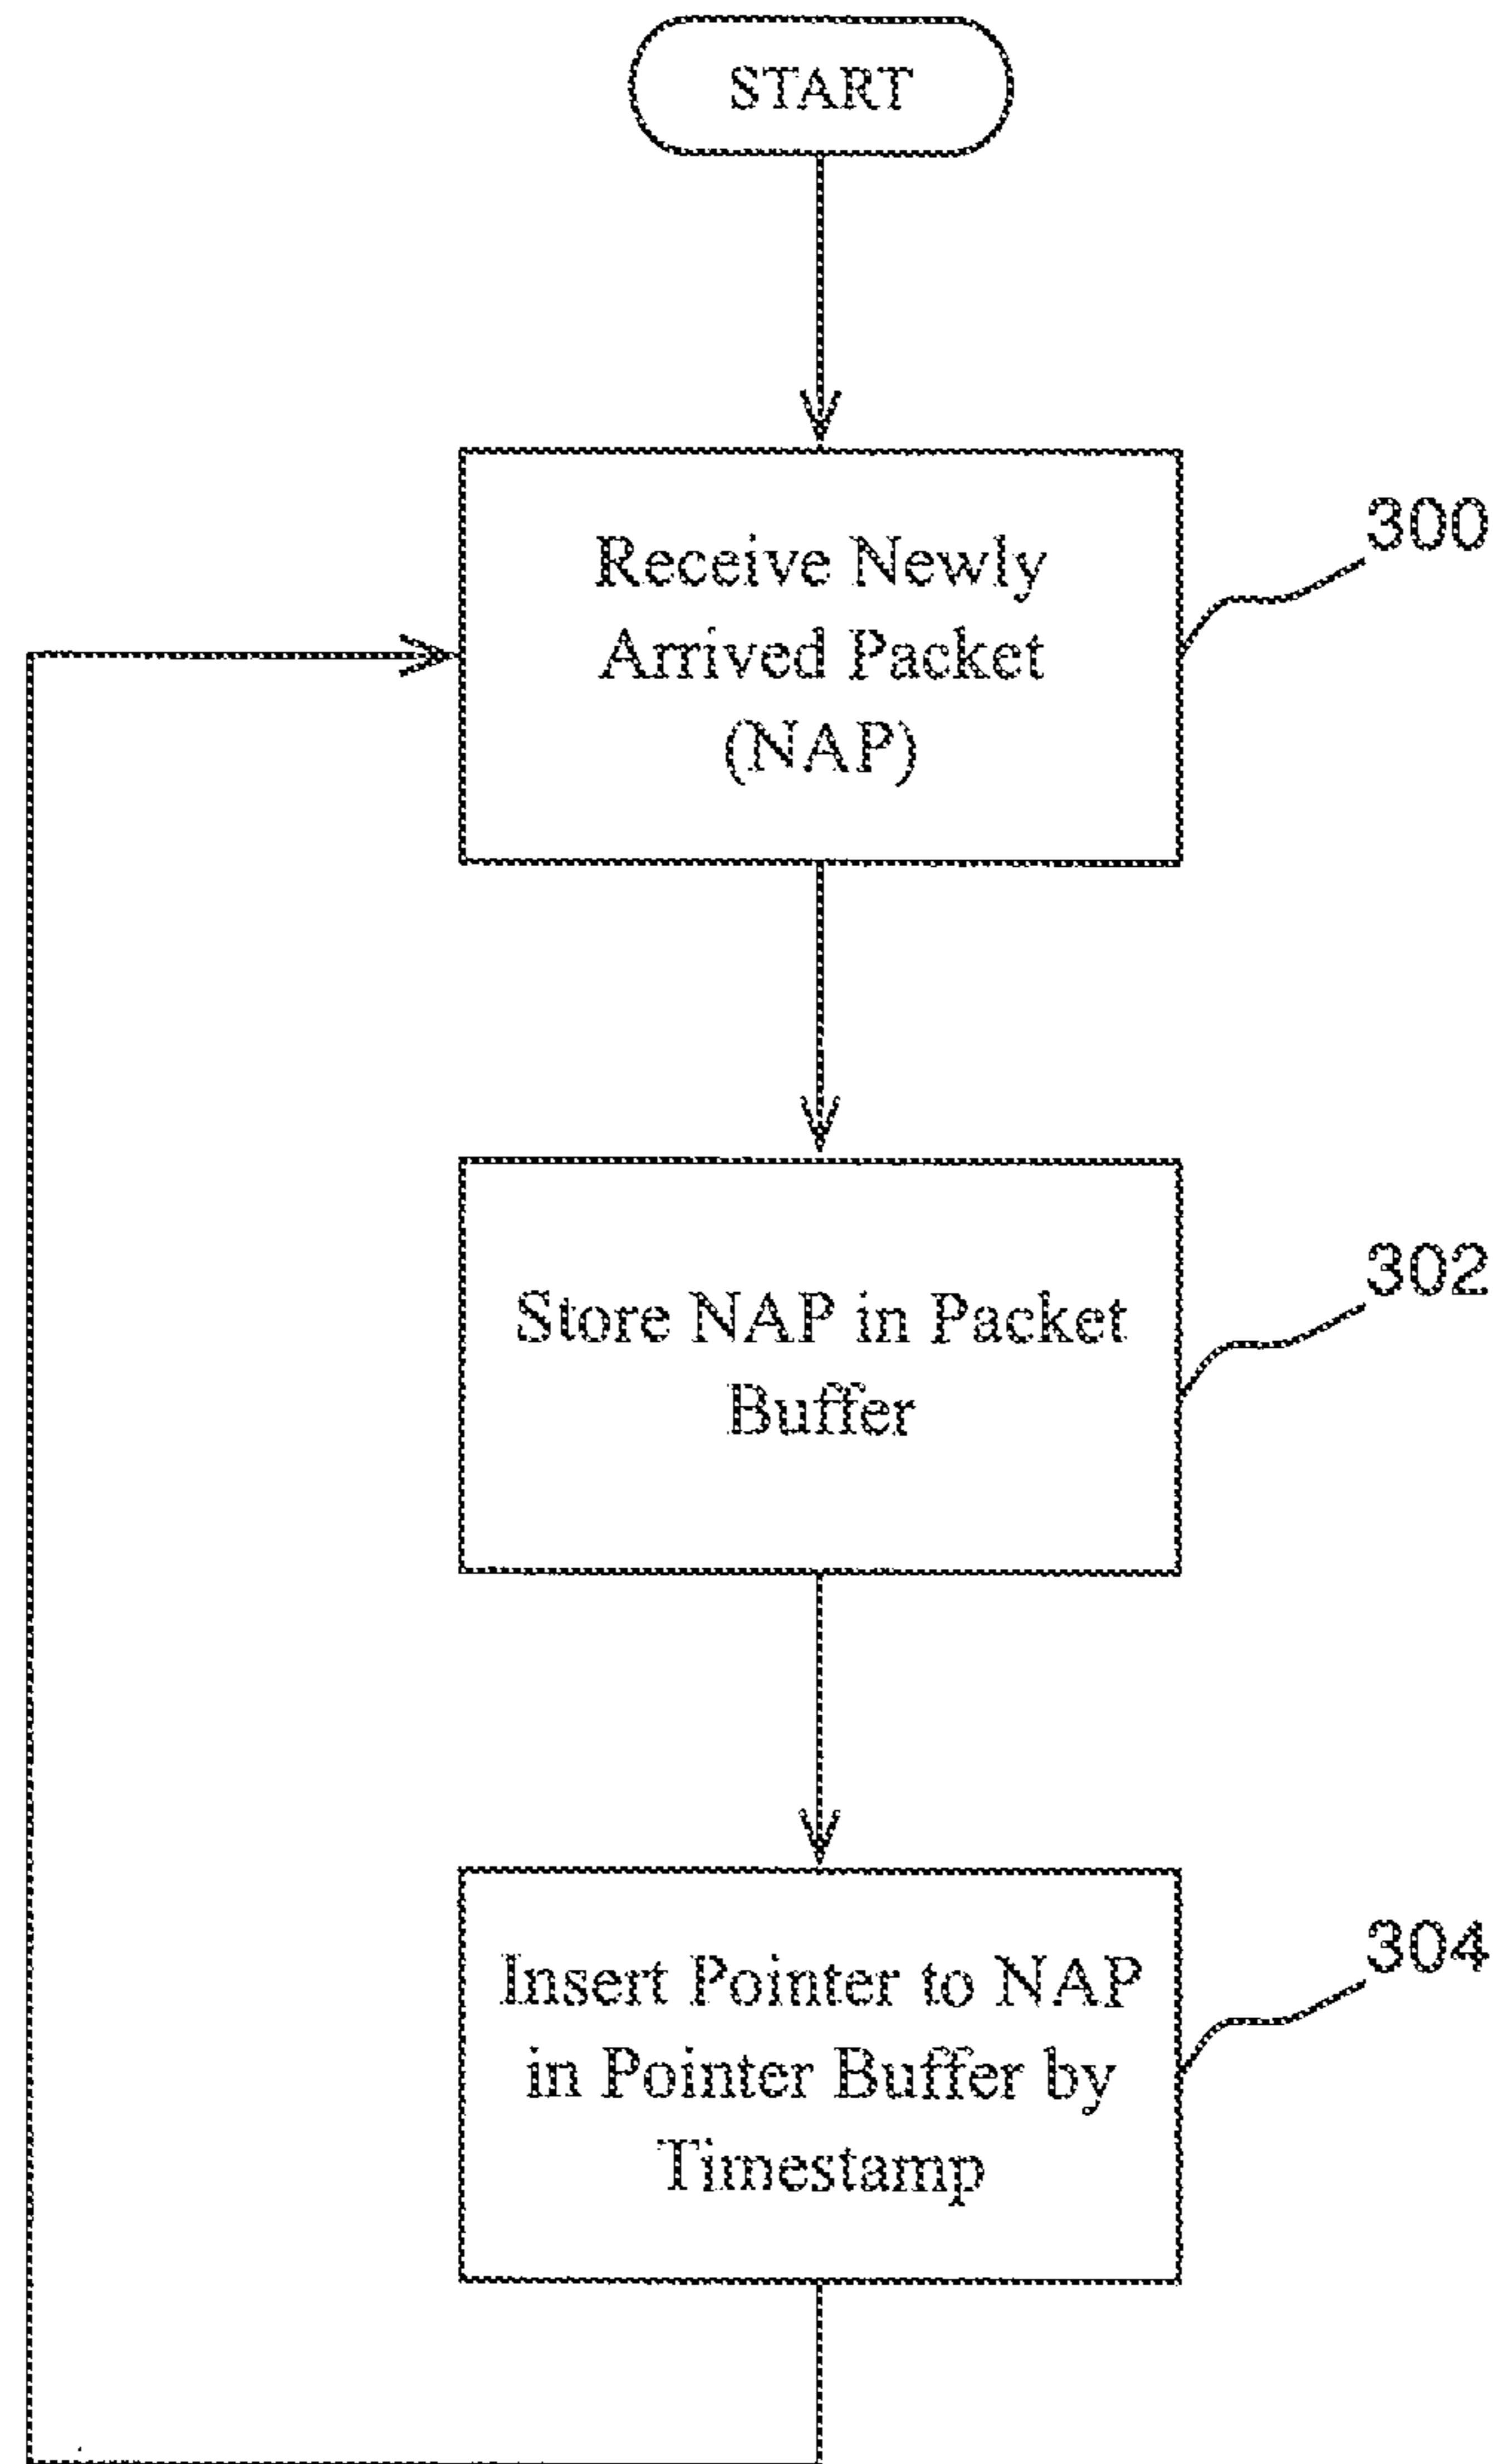 START
Receive Newly
Arrived Packet
(NAP)
300
Store NAP in Packet
Buffer
302
Insert Pointer to NAP
in Pointer Buffer by
Timestamp
304